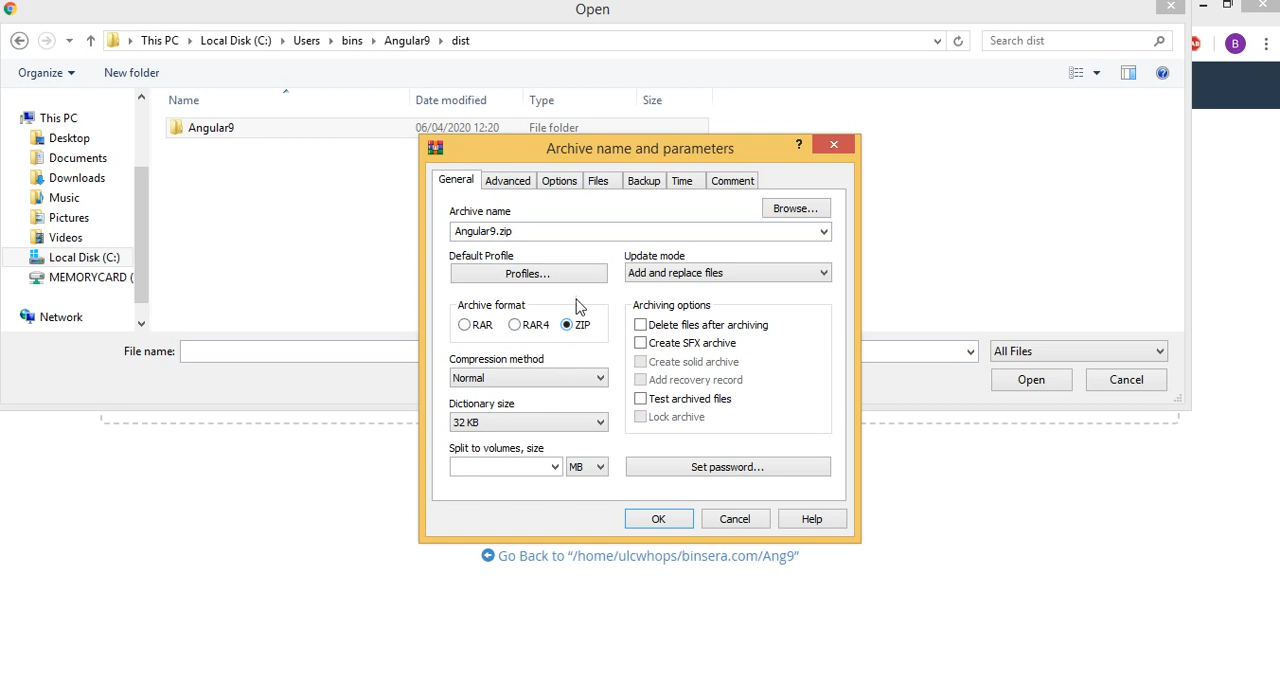 Open
This PC Local Disk (C:) Users bins Angular9 dist
Search dist
B
Organize
New folder
Name
Date modified
Type
Size
This PC
Desktop
Documents
Downloads
Music
Pictures
Videos
Local Disk (C:)
MEMORYCARD (
Network
Angular9
06/04/2020 12:20
File folder
Archive name and parameters
?
General
Advanced
Options
Files
Backup
Time
Comment
Archive name
Browse...
Angular9.zip
Default Profile
Update mode
Profiles...
Add and replace files
Archive format
RAR
RAR4
ZIP
Archiving options
Delete files after archiving
Create SFX archive
Create solid archive
Add recovery record
Test archived files
Lock archive
Compression method
Normal
Dictionary size
32 KB
Split to volumes, size
MB
Set password...
OK
Cancel
Help
File name:
All Files
Open
Cancel
Go Back to “/home/ulcwhops/binsera.com/Ang9”